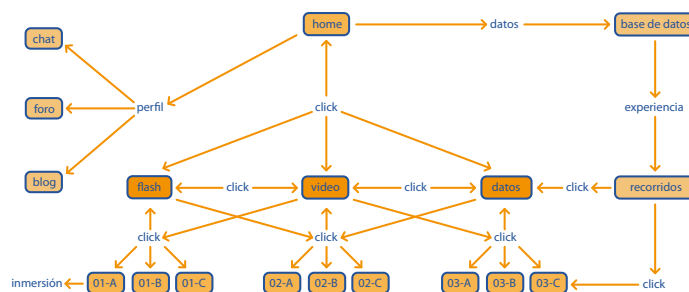 home
datos
base de datos
chat
foro
perfil
click
experiencia
blog
flash
click
video
click
datos
click
recorridos
click
click
click
inmersión
01-A
01-B
01-C
02-A
02-B
02-C
03-A
03-B
03-C
click